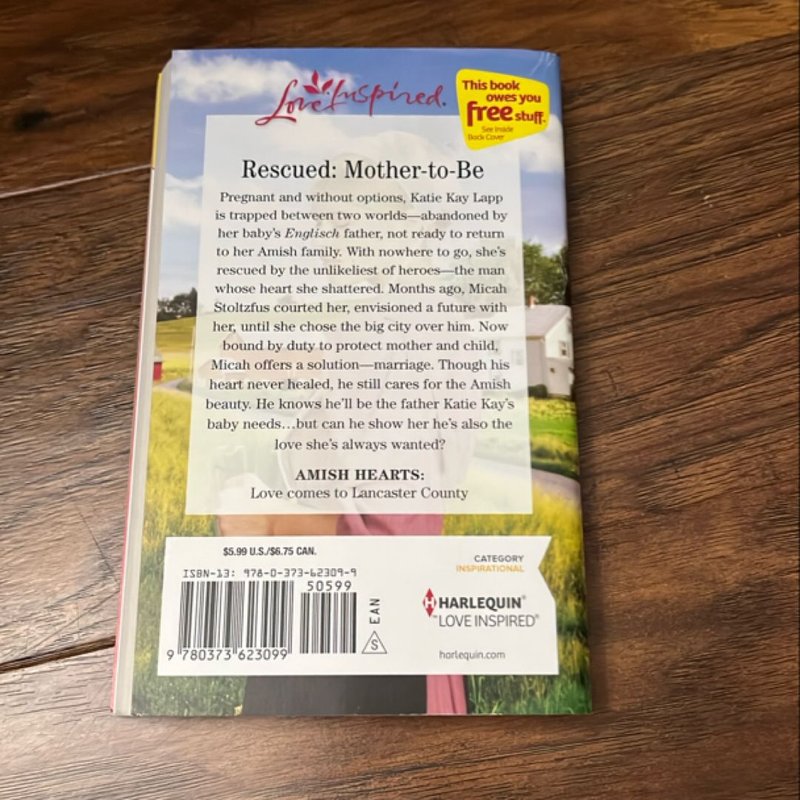 Love Inspired.
This book
owes you
free stuff.
See Inside
Back Cover
Rescued: Mother-to-Be
Pregnant and without options, Katie Kay Lapp
is trapped between two worlds—abandoned by
her baby's Englisch father, not ready to return
to her Amish family. With nowhere to go, she's
rescued by the unlikeliest of heroes—the man
whose heart she shattered. Months ago, Micah
Stoltzfus courted her, envisioned a future with
her, until she chose the big city over him. Now
bound by duty to protect mother and child,
Micah offers a solution—marriage. Though his
heart never healed, he still cares for the Amish
beauty. He knows he'll be the father Katie Kay's
baby needs...but can he show her he's also the
love she's always wanted?
AMISH HEARTS:
Love comes to Lancaster County
$5.99 U.S./$6.75 CAN.
ISBN-13: 978-0-373-62309-9
50599
EAN
S
9 780373 623099
CATEGORY
INSPIRATIONAL
HARLEQUIN®
™LOVE INSPIRED®
harlequin.com